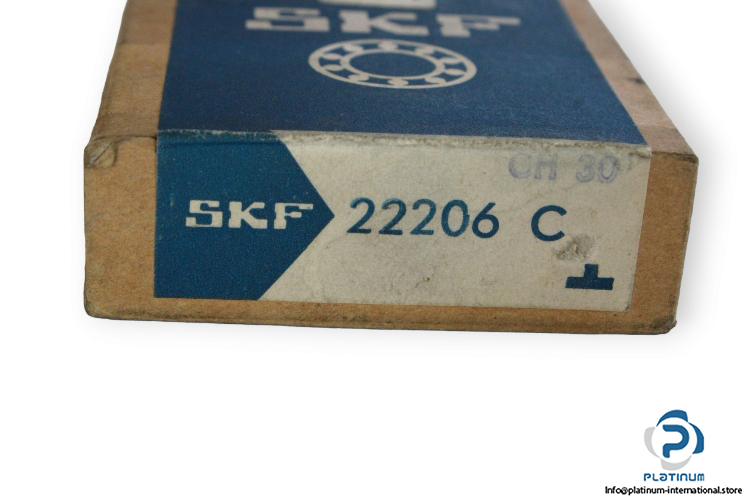 SKF
CH 30
SKF 22206 C
PLATINUM
Info@platinum-international.store